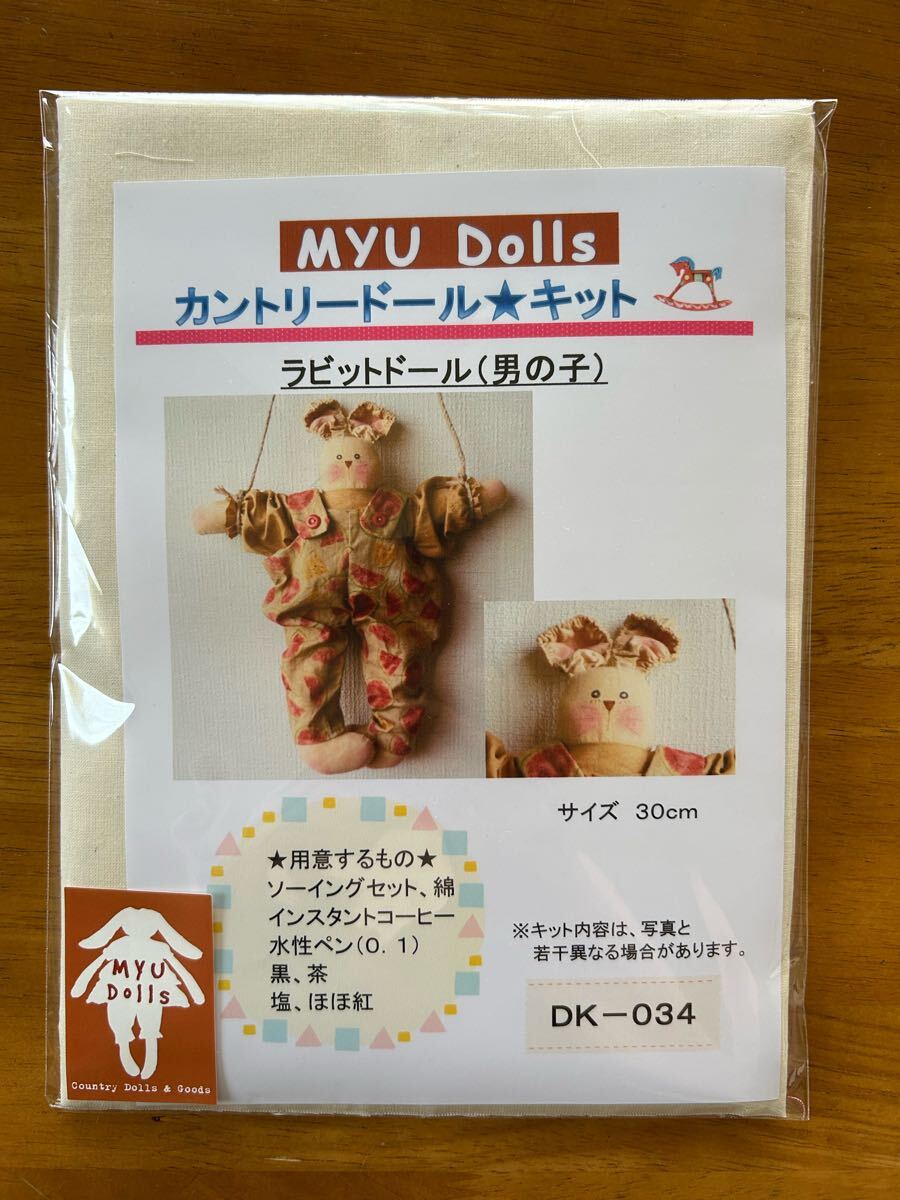 MYU Dolls
カントリードール★キット
ラビットドール（男の子）
サイズ 30cm
★用意するもの★
ソーイングセット、綿
インスタントコーヒー
水性ペン（0．1）
黒、茶
塩、ほほ紅
※キット内容は、写真と
若干異なる場合があります。
DK－034
MYU
Dolls
Country Dolls & Goods